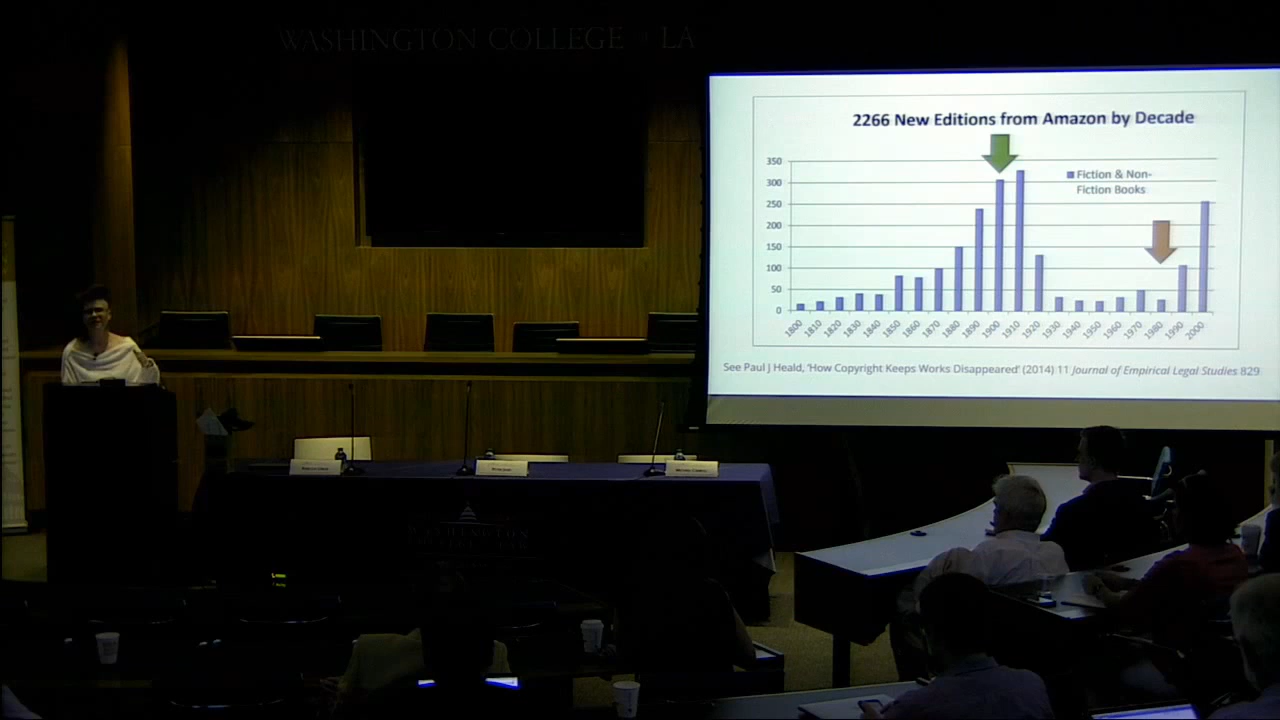 WASHINGTON COLLEGE OF LA
2266 New Editions from Amazon by Decade
350
300
250
200
150
100
50
0
Fiction & Non-
Fiction Books
1800 1810 1820 1830 1840 1850 1860 1870 1880 1890 1900 1910 1920 1930 1940 1950 1960 1970 1980 1990 2000
See Paul J Heald, ‘How Copyright Keeps Works Disappeared’ (2014) 11 Journal of Empirical Legal Studies 829
WASHINGTON